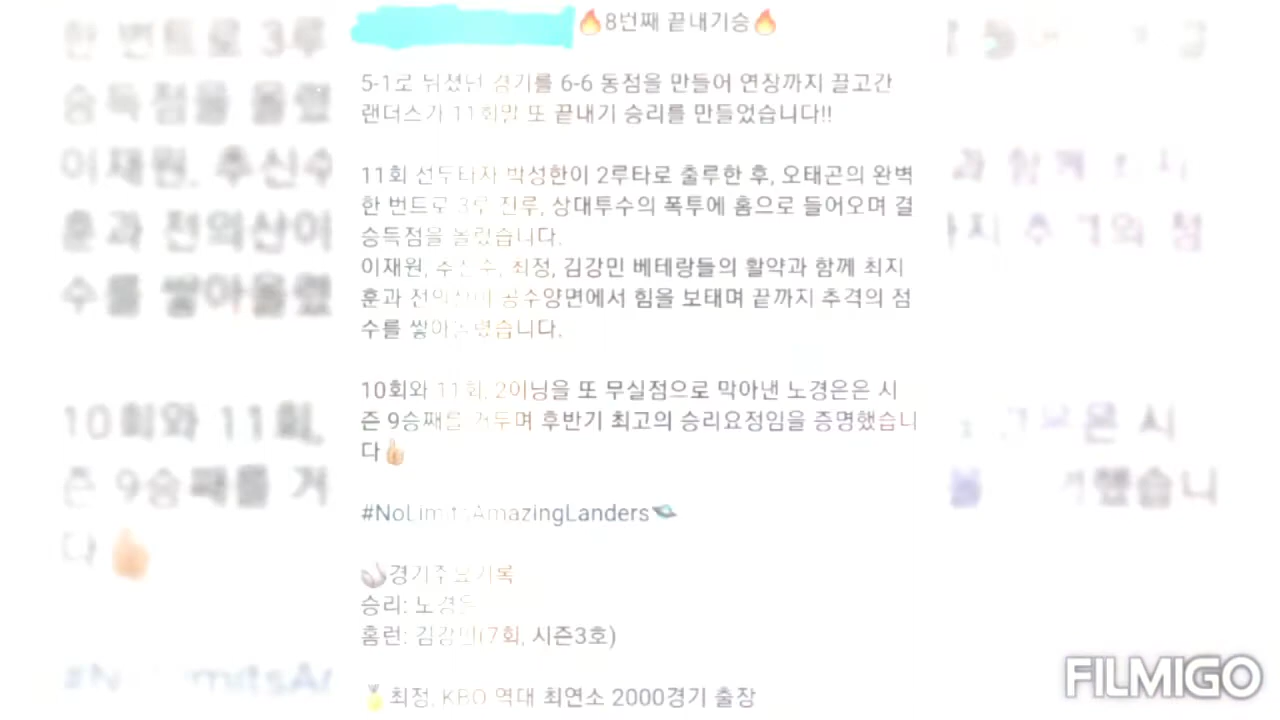 🔥8번째 끝내기승🔥
5-1로 뒤졌던 경기를 6-6 동점을 만들어 연장까지 끌고간
랜더스가 11회말 또 끝내기 승리를 만들었습니다!!
11회 선두타자 박성한이 2루타로 출루한 후, 오태곤의 완벽
한 번트로 3루 진루, 상대투수의 폭투에 홈으로 들어오며 결
승득점을 올렸습니다.
이재원, 추신수, 최정, 김강민 베테랑들의 활약과 함께 최지
훈과 전의산이 공수양면에서 힘을 보태며 끝까지 추격의 점
수를 쌓아올렸습니다.
10회와 11회, 2이닝을 또 무실점으로 막아낸 노경은은 시
즌 9승째를 거두며 후반기 최고의 승리요정임을 증명했습니
다👍
#NoLimitsAmazingLanders🛸
⚾경기주요기록
승리: 노경은
홈런: 김강민(7회, 시즌3호)
🏅최정, KBO 역대 최연소 2000경기 출장
FILMIGO